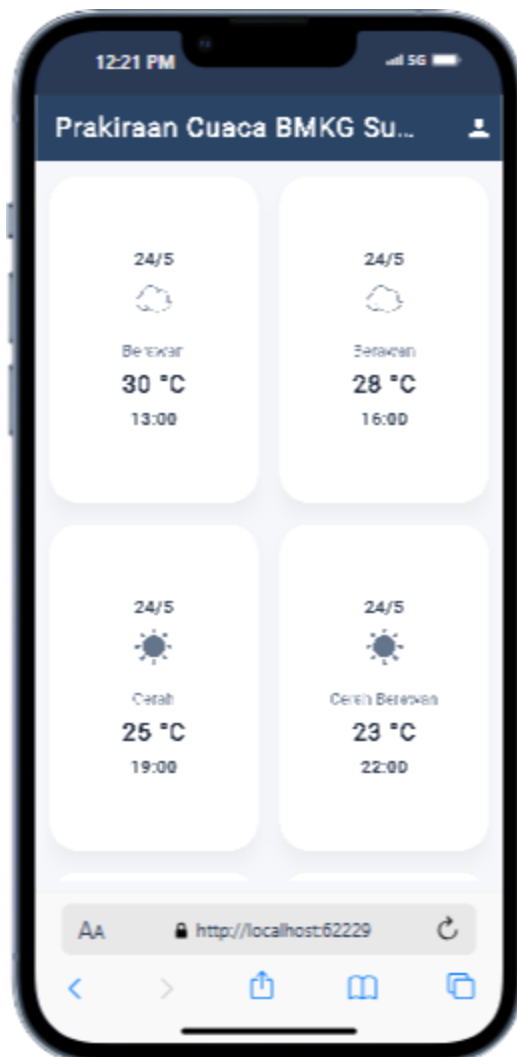 12:21 PM 5G
Prakiraan Cuaca BMKG Su...
24/5
Berawan
30 °C
13:00
24/5
Berawan
28 °C
16:00
24/5
Cerah
25 °C
19:00
24/5
Cerah Berawan
23 °C
22:00
AA http://localhost:62229